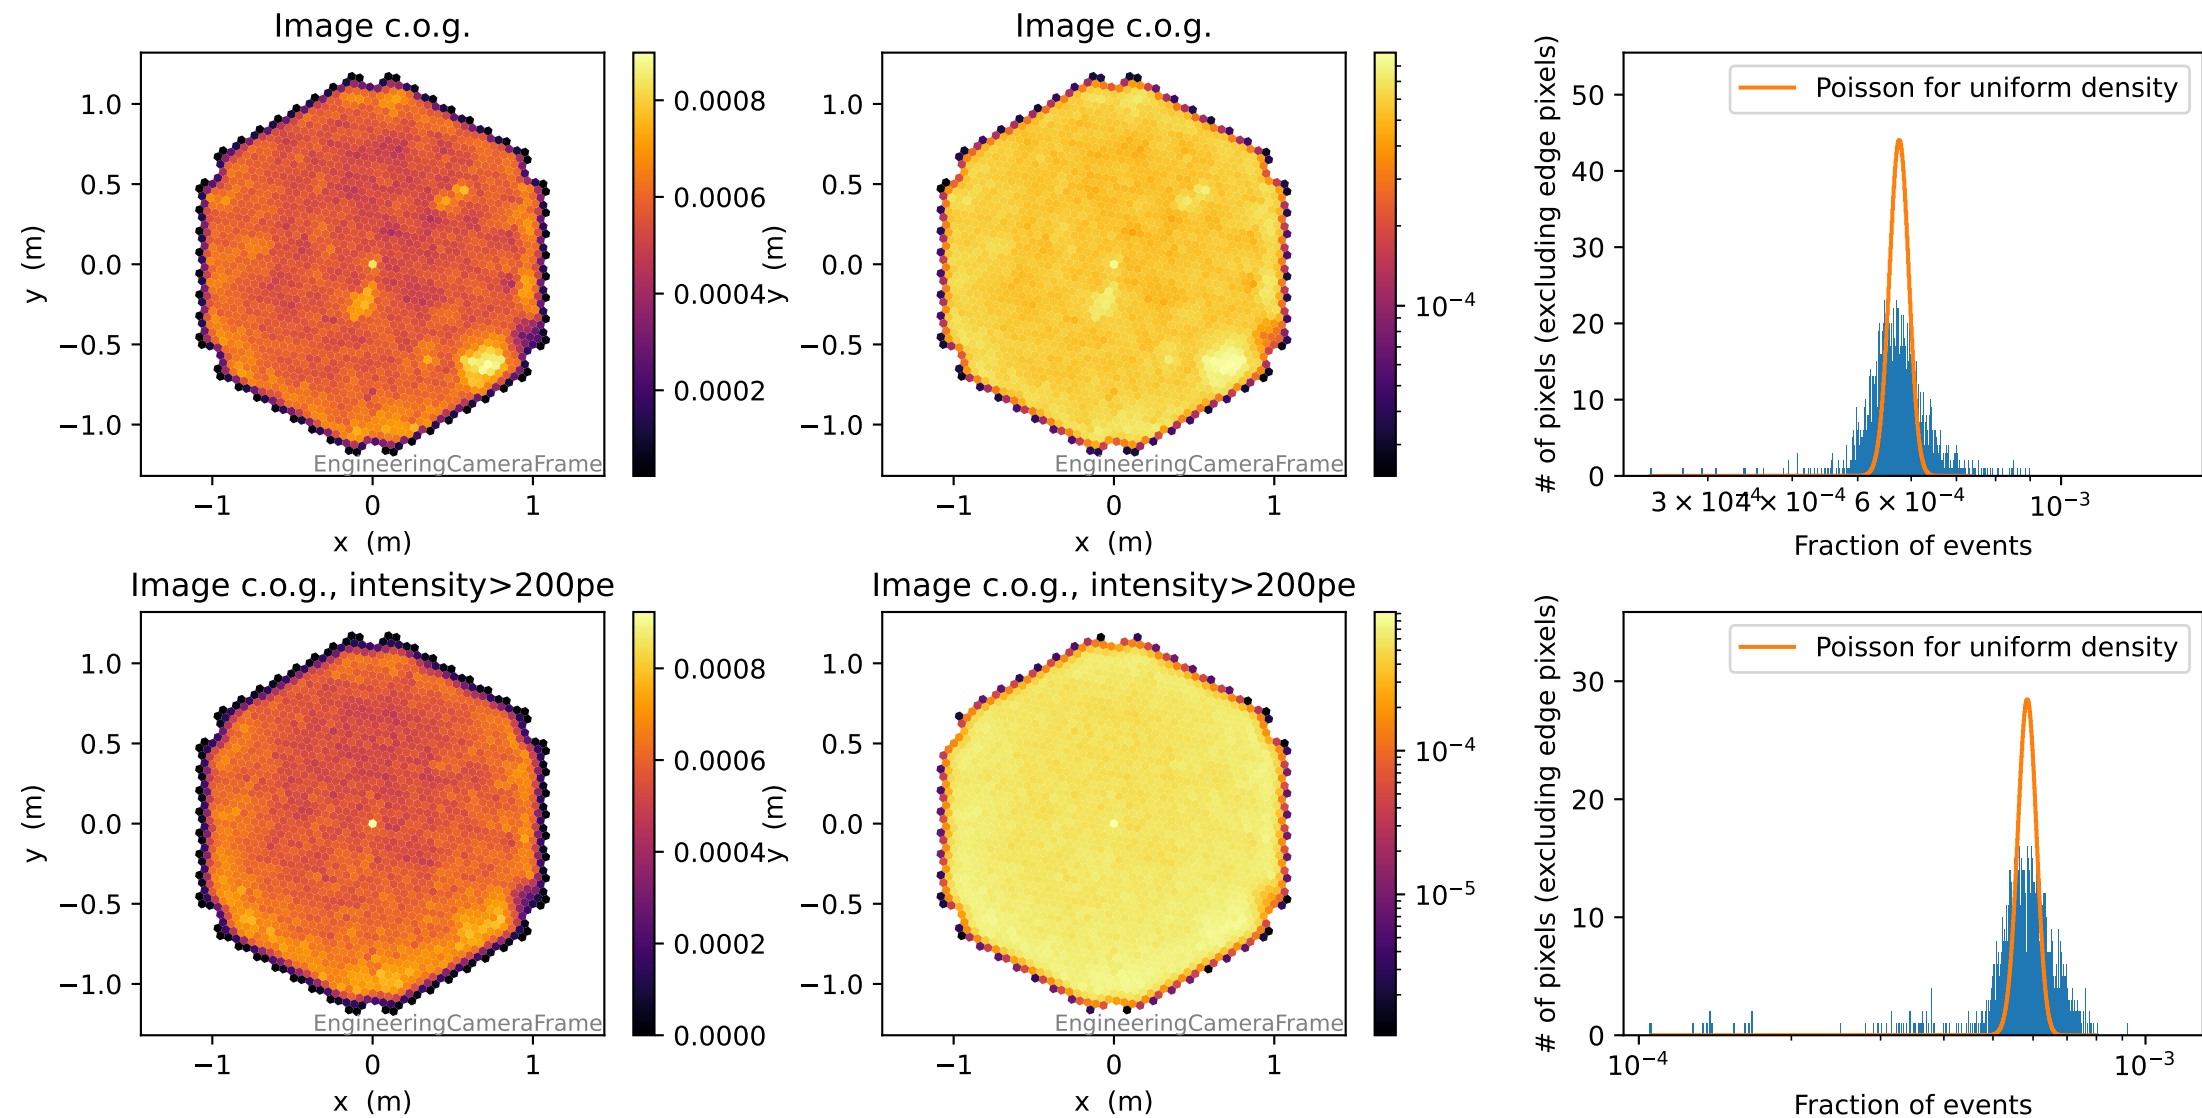 Image c.o.g.
1.0
0.5
0.0
−0.5
−1.0
y (m)
−1
0
1
x (m)
EngineeringCameraFrame
0.0008
0.0006
0.0004
0.0002
Image c.o.g.
1.0
0.5
0.0
−0.5
−1.0
y (m)
−1
0
1
x (m)
EngineeringCameraFrame
10⁻⁴
Poisson for uniform density
50
40
30
20
10
0
# of pixels (excluding edge pixels)
3 × 10⁻⁴
4 × 10⁻⁴
6 × 10⁻⁴
10⁻³
Fraction of events
Image c.o.g., intensity>200pe
1.0
0.5
0.0
−0.5
−1.0
y (m)
−1
0
1
x (m)
EngineeringCameraFrame
0.0008
0.0006
0.0004
0.0002
0.0000
Image c.o.g., intensity>200pe
1.0
0.5
0.0
−0.5
−1.0
y (m)
−1
0
1
x (m)
EngineeringCameraFrame
10⁻⁴
10⁻⁵
Poisson for uniform density
30
20
10
0
# of pixels (excluding edge pixels)
10⁻⁴
10⁻³
Fraction of events